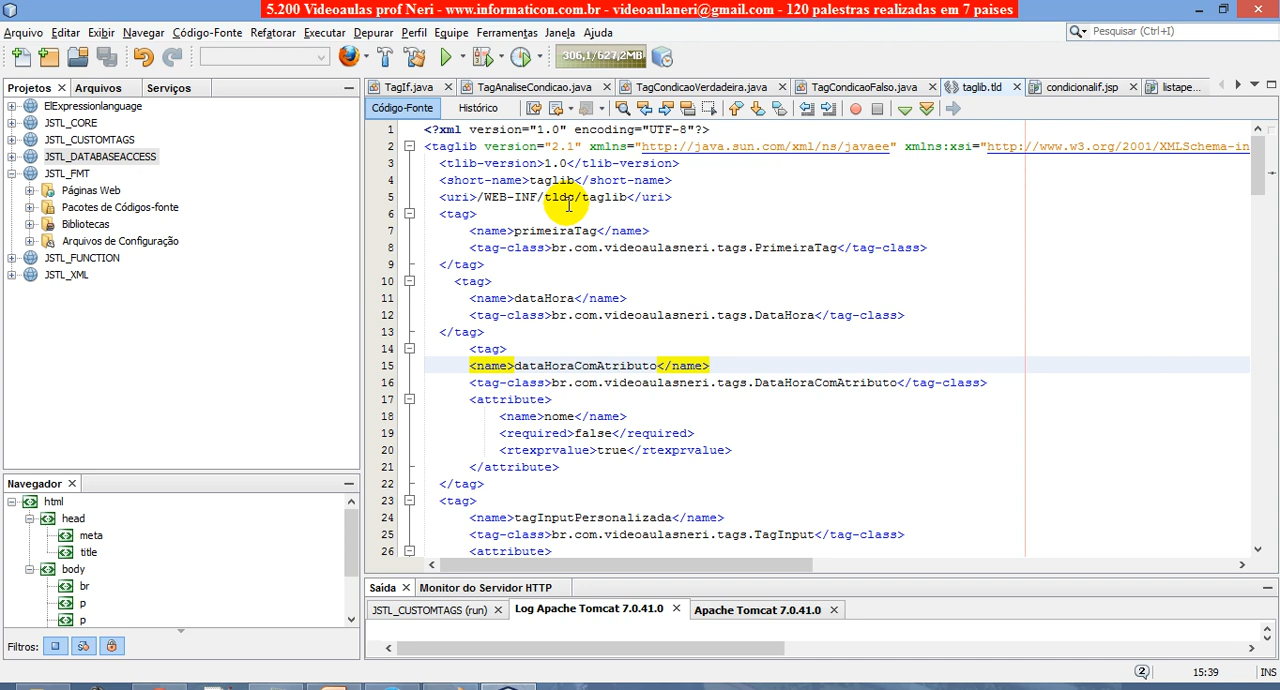 5.200 Videoaulas prof Neri - www.informaticon.com.br - videoaulaneri@gmail.com - 120 palestras realizadas em 7 paises
Arquivo Editar Exibir Navegar Código-Fonte Refatorar Executar Depurar Perfil Equipe Ferramentas Janela Ajuda
Pesquisar (Ctrl+I)
306,1/627,2MB
Projetos Arquivos Serviços
TagIf.java TagAnaliseCondicao.java TagCondicaoVerdadeira.java TagCondicaoFalso.java taglib.tld condicionalif.jsp listape...
Código-Fonte Histórico
ElExpressionlanguage
JSTL_CORE
JSTL_CUSTOMTAGS
JSTL_DATABASEACCESS
JSTL_FMT
Páginas Web
Pacotes de Códigos-fonte
Bibliotecas
Arquivos de Configuração
JSTL_FUNCTION
JSTL_XML
1 <?xml version="1.0" encoding="UTF-8"?>
2 <taglib version="2.1" xmlns="http://java.sun.com/xml/ns/javaee" xmlns:xsi="http://www.w3.org/2001/XMLSchema-in
3 <tlib-version>1.0</tlib-version>
4 <short-name>taglib</short-name>
5 <uri>/WEB-INF/tlds/taglib</uri>
6 <tag>
7 <name>primeiraTag</name>
8 <tag-class>br.com.videoaulasneri.tags.PrimeiraTag</tag-class>
9 </tag>
10 <tag>
11 <name>dataHora</name>
12 <tag-class>br.com.videoaulasneri.tags.DataHora</tag-class>
13 </tag>
14 <tag>
15 <name>dataHoraComAtributo</name>
16 <tag-class>br.com.videoaulasneri.tags.DataHoraComAtributo</tag-class>
17 <attribute>
18 <name>nome</name>
19 <required>false</required>
20 <rtexprvalue>true</rtexprvalue>
21 </attribute>
22 </tag>
23 <tag>
24 <name>tagInputPersonalizada</name>
25 <tag-class>br.com.videoaulasneri.tags.TagInput</tag-class>
26 <attribute>
Navegador
html
head
meta
title
body
br
p
p
Filtros:
Saída Monitor do Servidor HTTP
JSTL_CUSTOMTAGS (run) Log Apache Tomcat 7.0.41.0 Apache Tomcat 7.0.41.0
2 15:39 INS